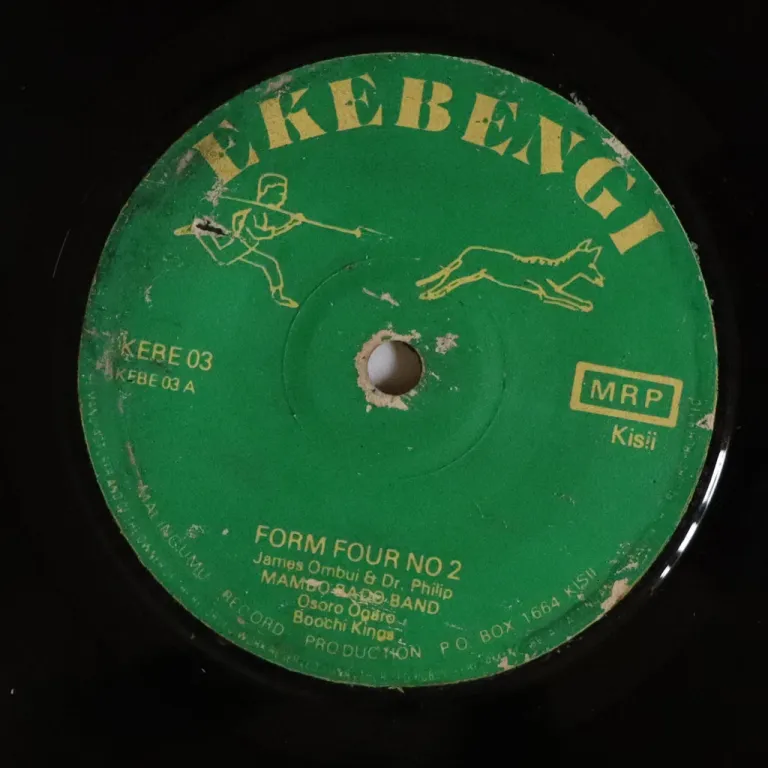 EKEBENGI
KEBE 03
KEBE 03 A
MRP
Kisii
FORM FOUR NO 2
James Ombui & Dr. Philip
MAMBO BADO BAND
Osoro Ogaro
Boochi Kings
RECORD PRODUCTION P.O. BOX 1664 KISII